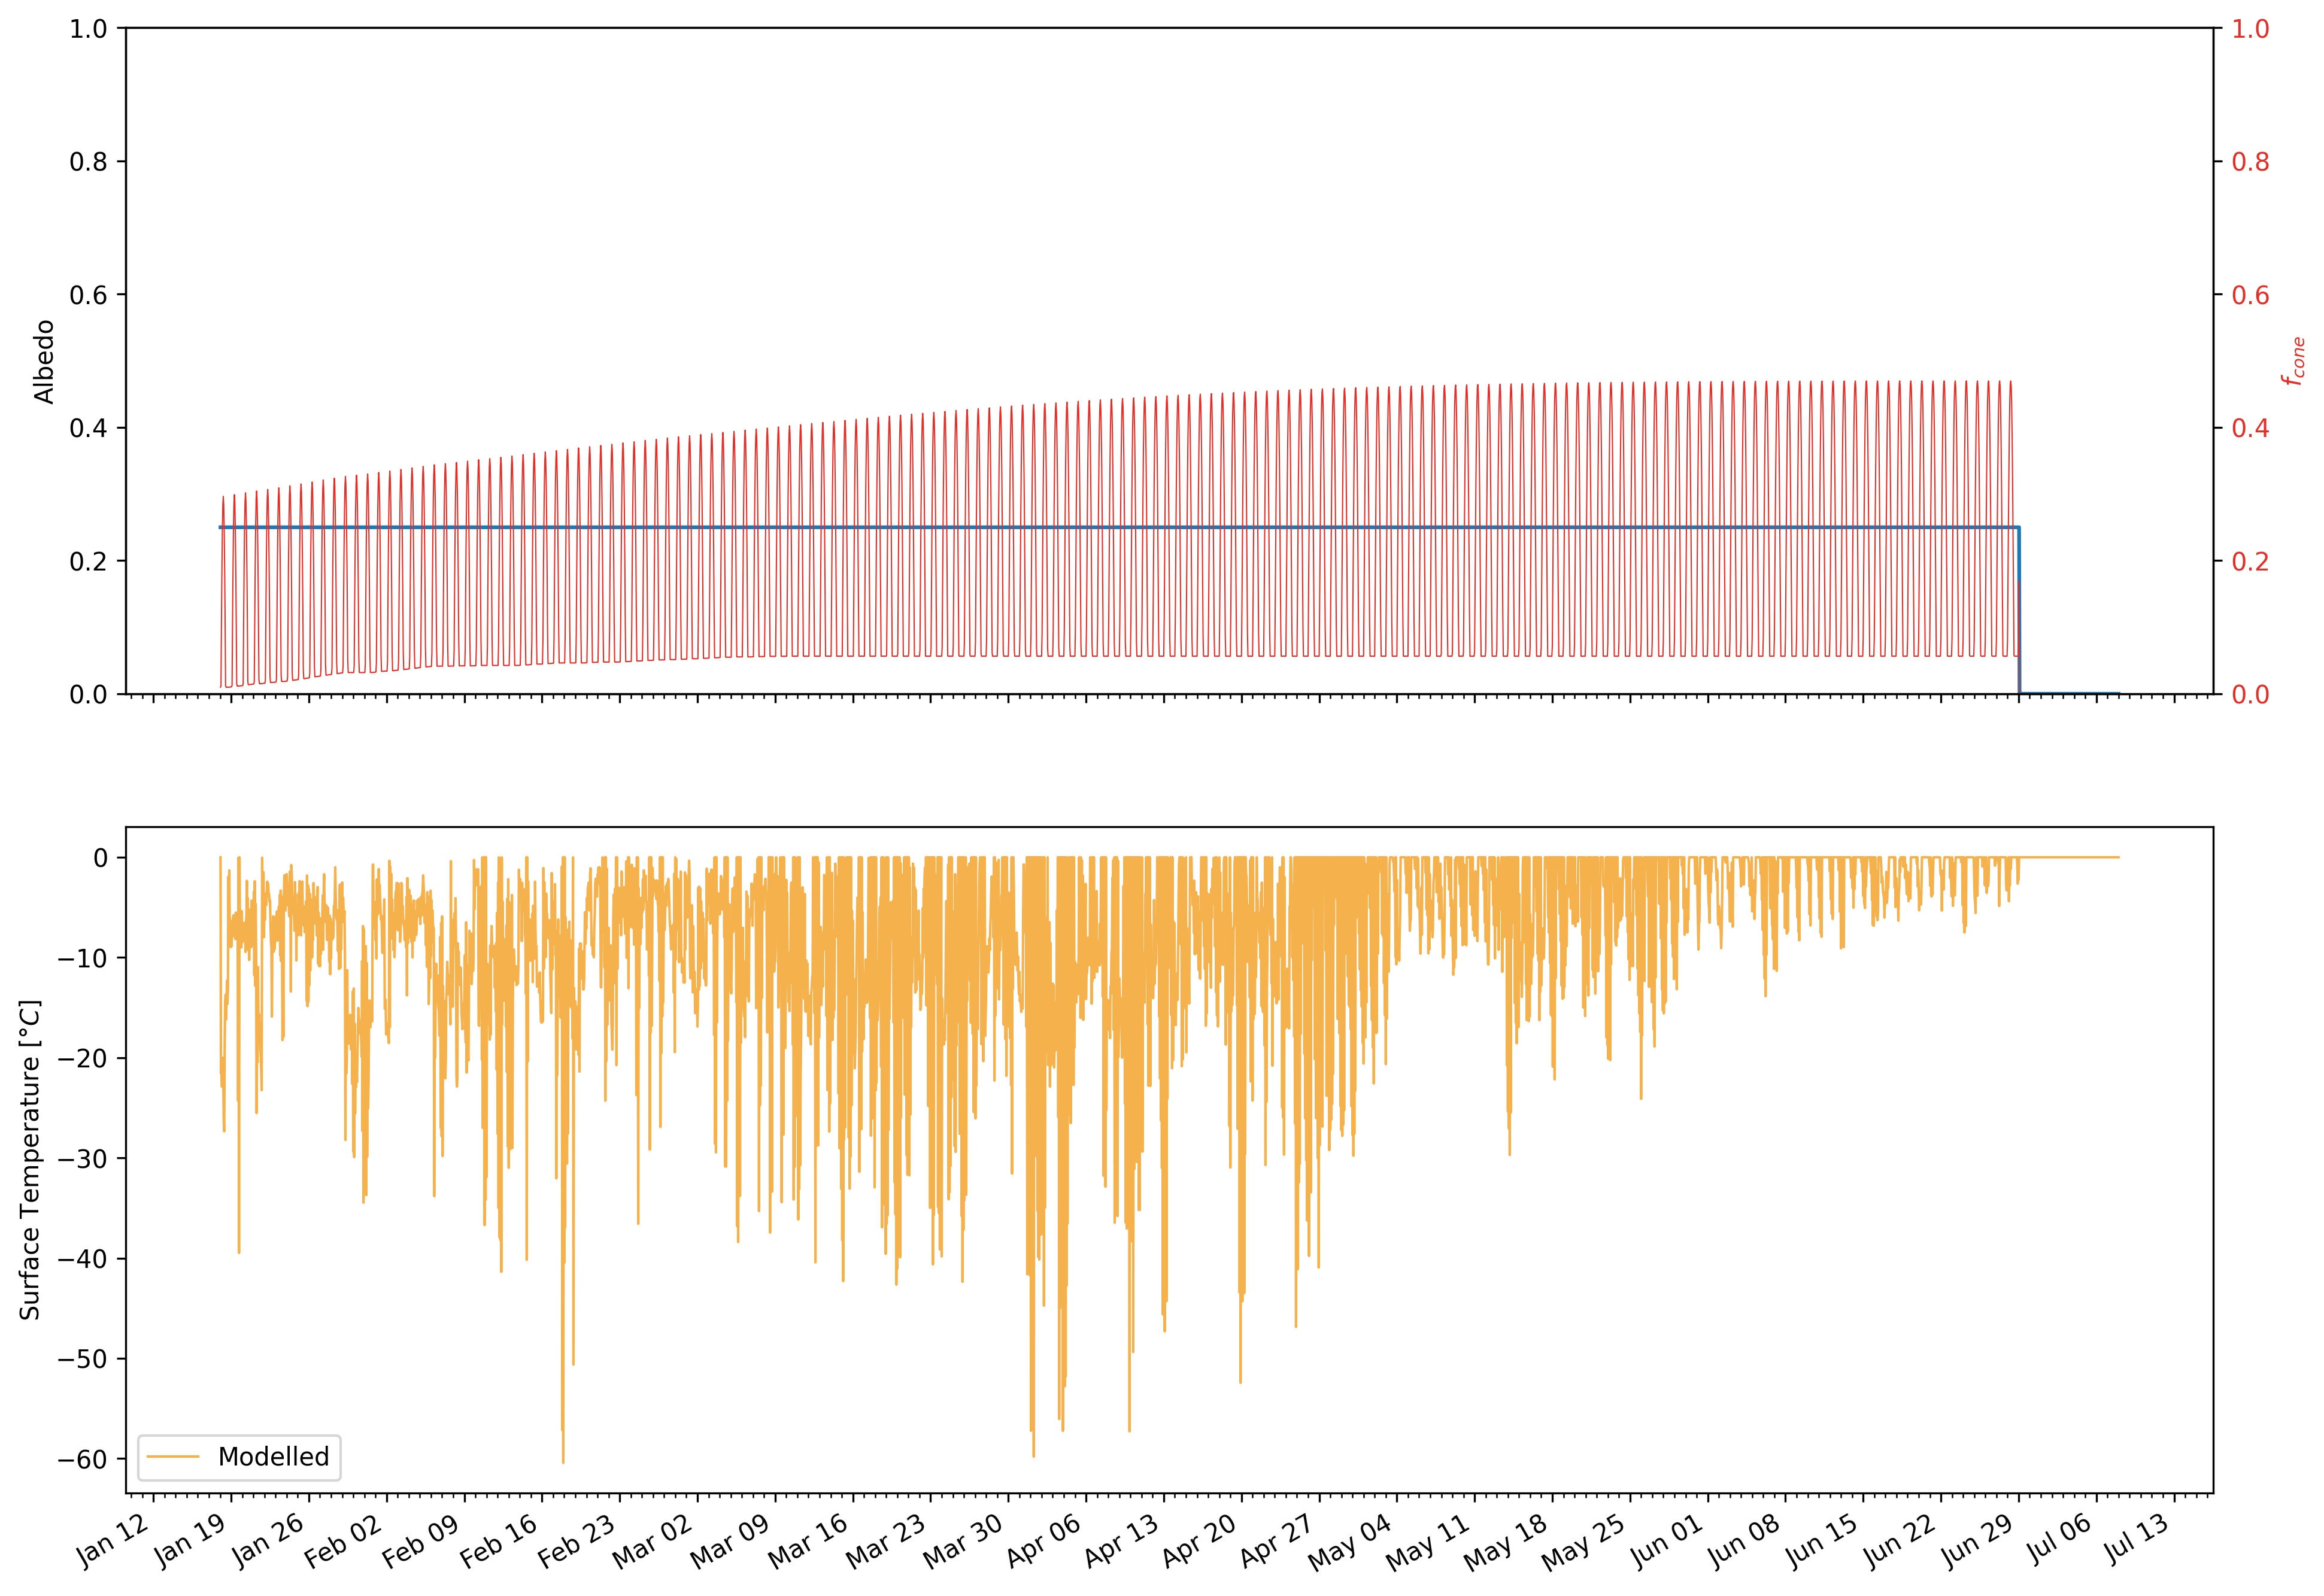 1.0
0.8
0.6
0.4
0.2
0.0
Albedo
1.0
0.8
0.6
0.4
0.2
0.0
f_cone
0
−10
−20
−30
−40
−50
−60
Surface Temperature [°C]
Modelled
Jan 12
Jan 19
Jan 26
Feb 02
Feb 09
Feb 16
Feb 23
Mar 02
Mar 09
Mar 16
Mar 23
Mar 30
Apr 06
Apr 13
Apr 20
Apr 27
May 04
May 11
May 18
May 25
Jun 01
Jun 08
Jun 15
Jun 22
Jun 29
Jul 06
Jul 13